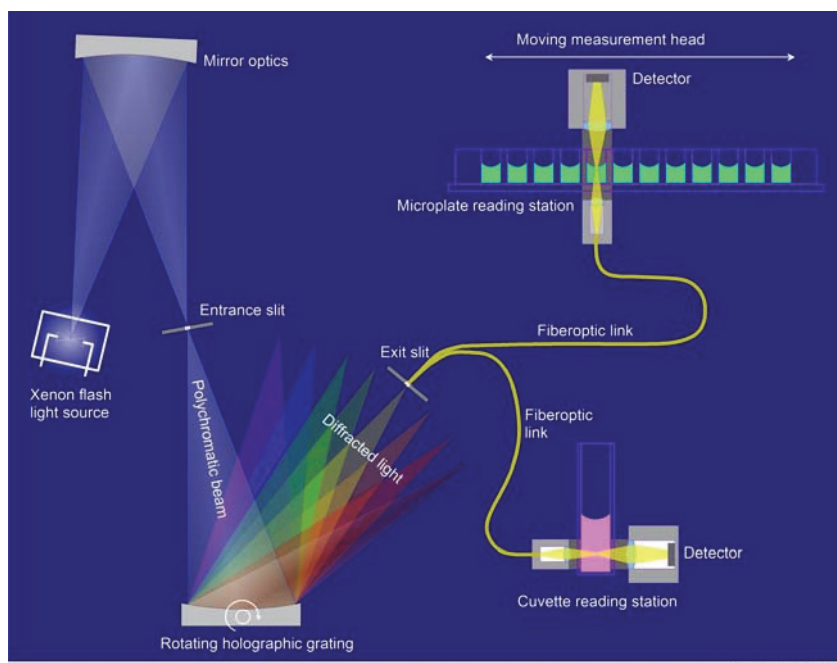 Moving measurement head
Mirror optics
Detector
Microplate reading station
Entrance slit
Fiberoptic link
Exit slit
Xenon flash
light source
Polychromatic beam
Diffracted light
Fiberoptic
link
Detector
Cuvette reading station
Rotating holographic grating